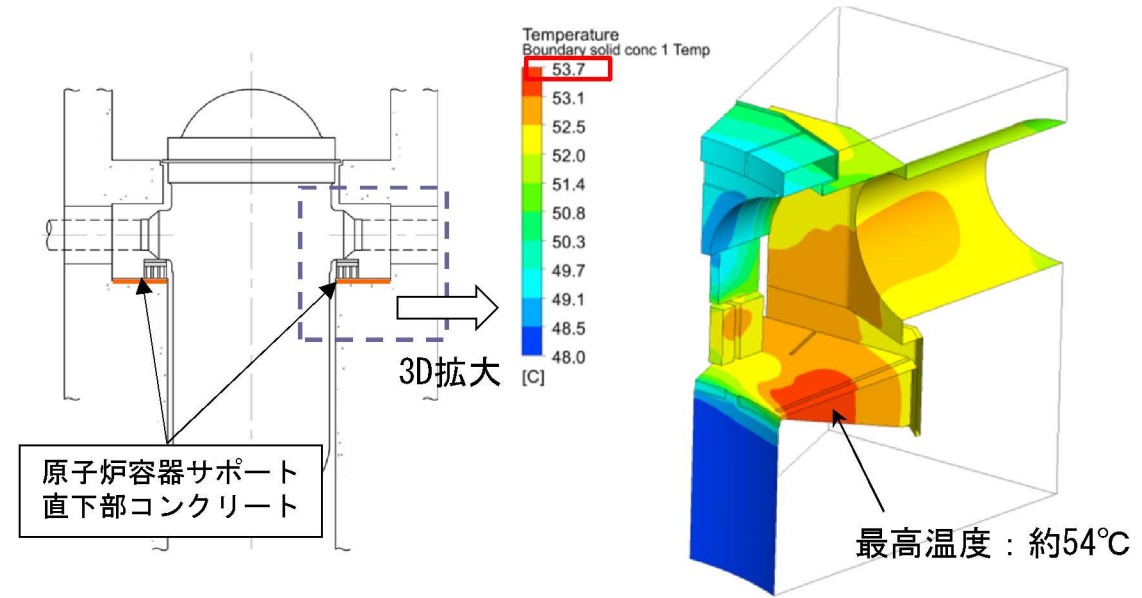 Temperature
Boundary solid conc 1 Temp
53.7
53.1
52.5
52.0
51.4
50.8
50.3
49.7
49.1
48.5
48.0
[C]
3D拡大
原子炉容器サポート
直下部コンクリート
最高温度：約54℃